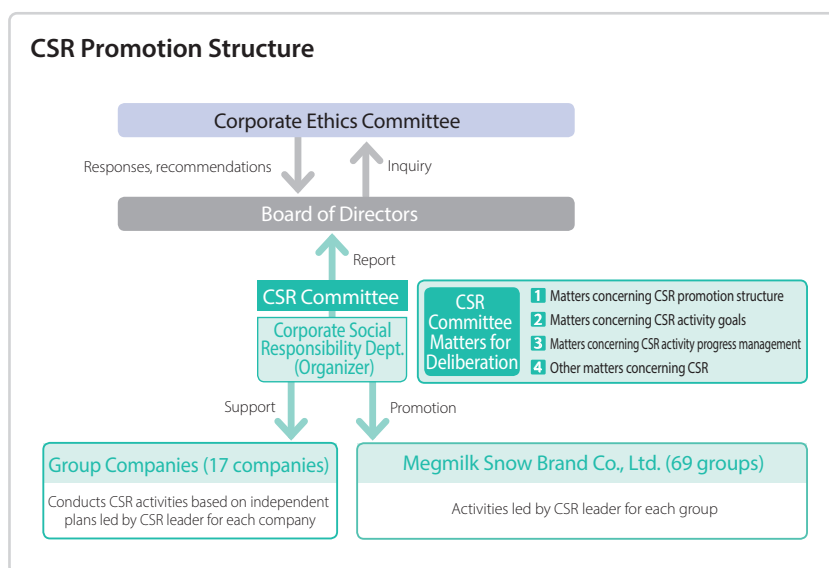 CSR Promotion Structure
Corporate Ethics Committee
Responses, recommendations
Inquiry
Board of Directors
Report
CSR Committee
Corporate Social
Responsibility Dept.
(Organizer)
CSR
Committee
Matters for
Deliberation
1 Matters concerning CSR promotion structure
2 Matters concerning CSR activity goals
3 Matters concerning CSR activity progress management
4 Other matters concerning CSR
Support
Promotion
Group Companies (17 companies)
Conducts CSR activities based on independent
plans led by CSR leader for each company
Megmilk Snow Brand Co., Ltd. (69 groups)
Activities led by CSR leader for each group